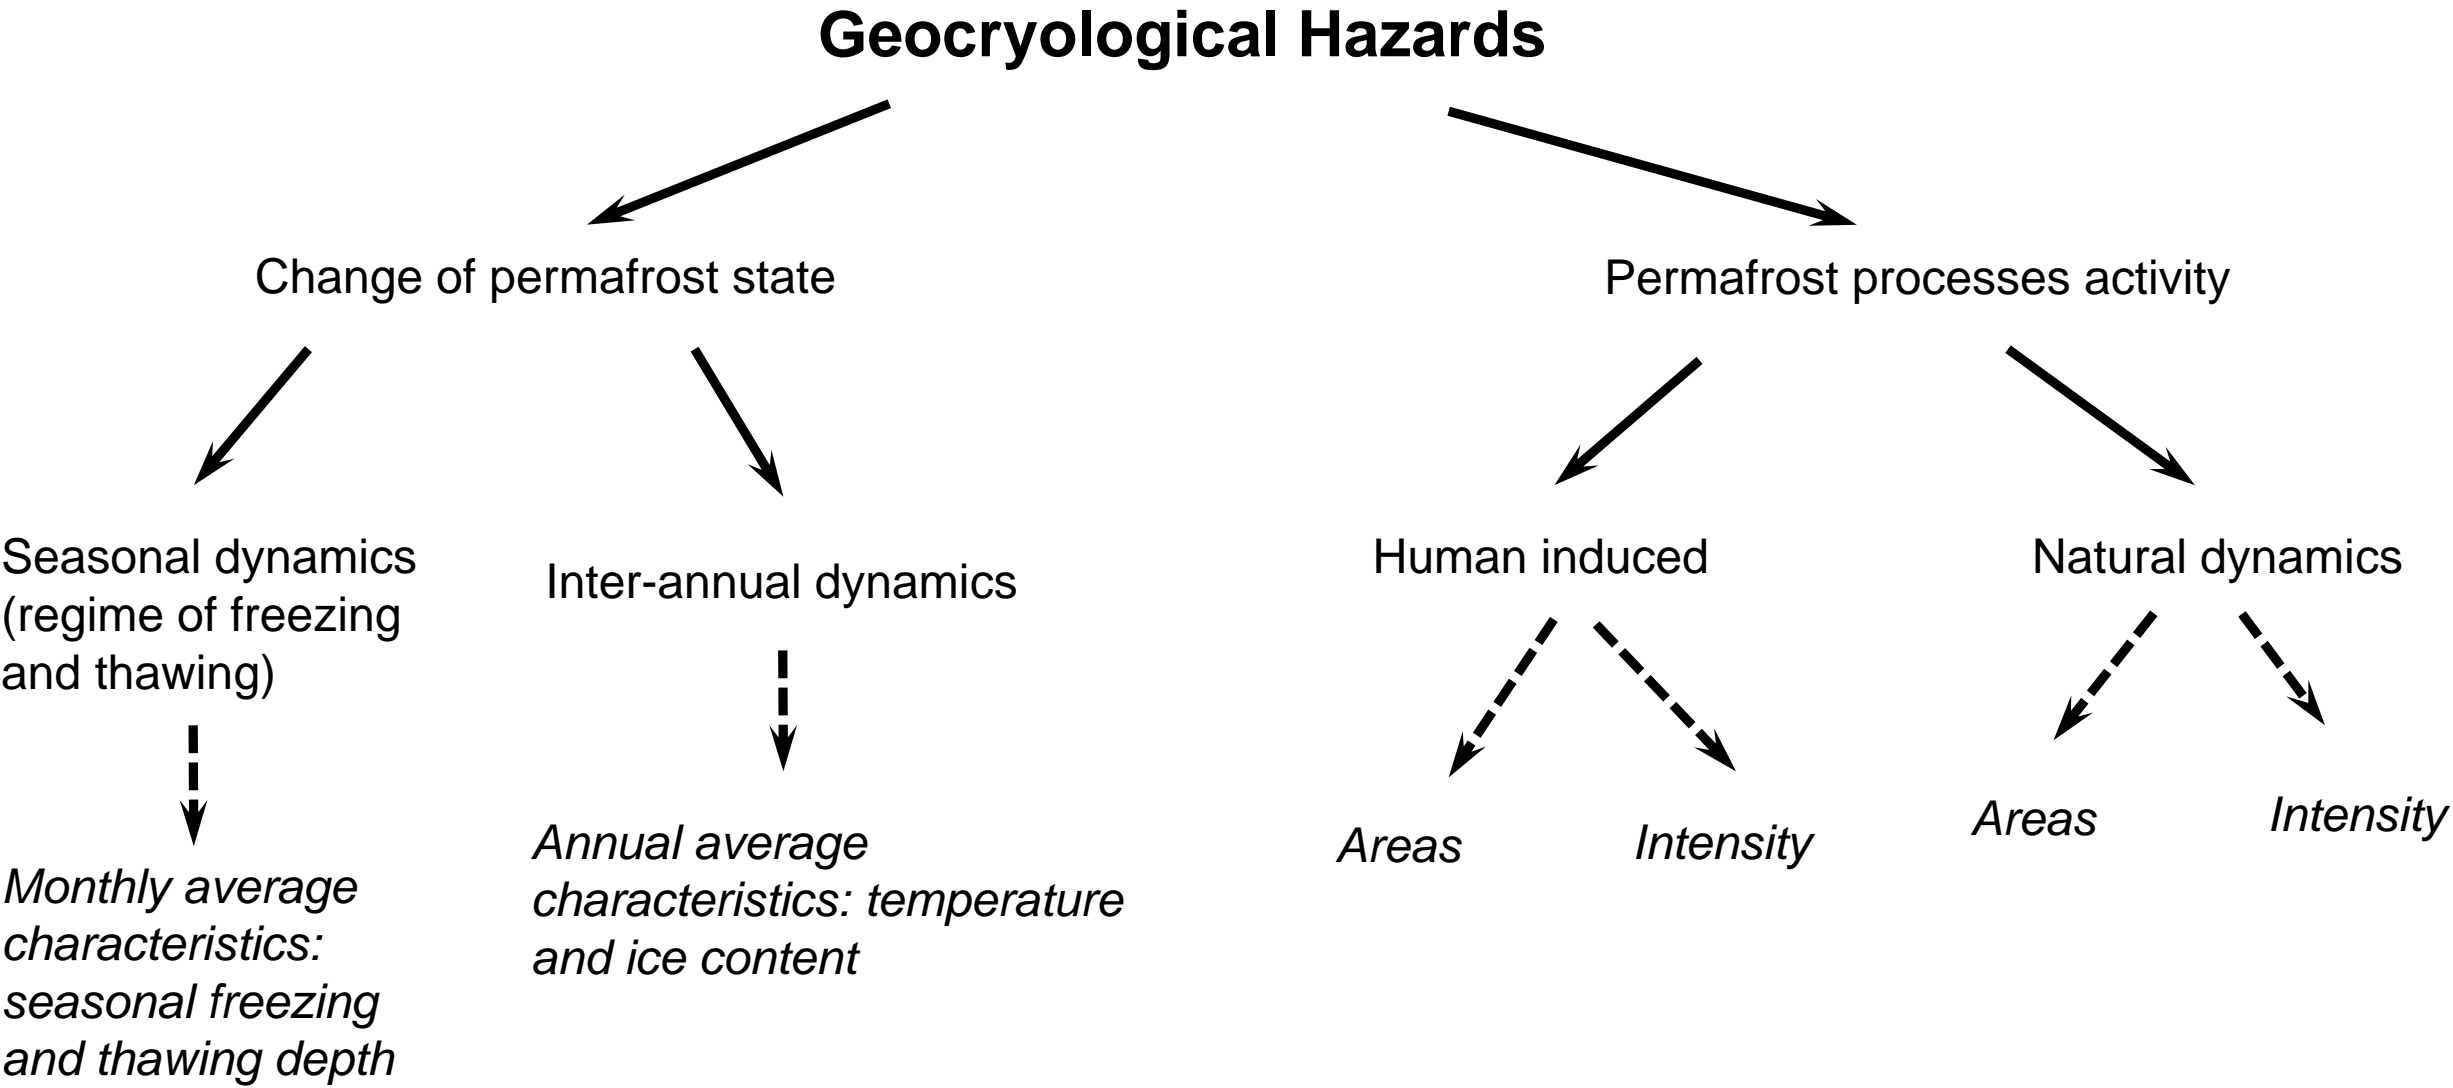 Geocryological Hazards
Change of permafrost state
Permafrost processes activity
Seasonal dynamics
(regime of freezing
and thawing)
Inter-annual dynamics
Human induced
Natural dynamics
Monthly average
characteristics:
seasonal freezing
and thawing depth
Annual average
characteristics: temperature
and ice content
Areas
Intensity
Areas
Intensity